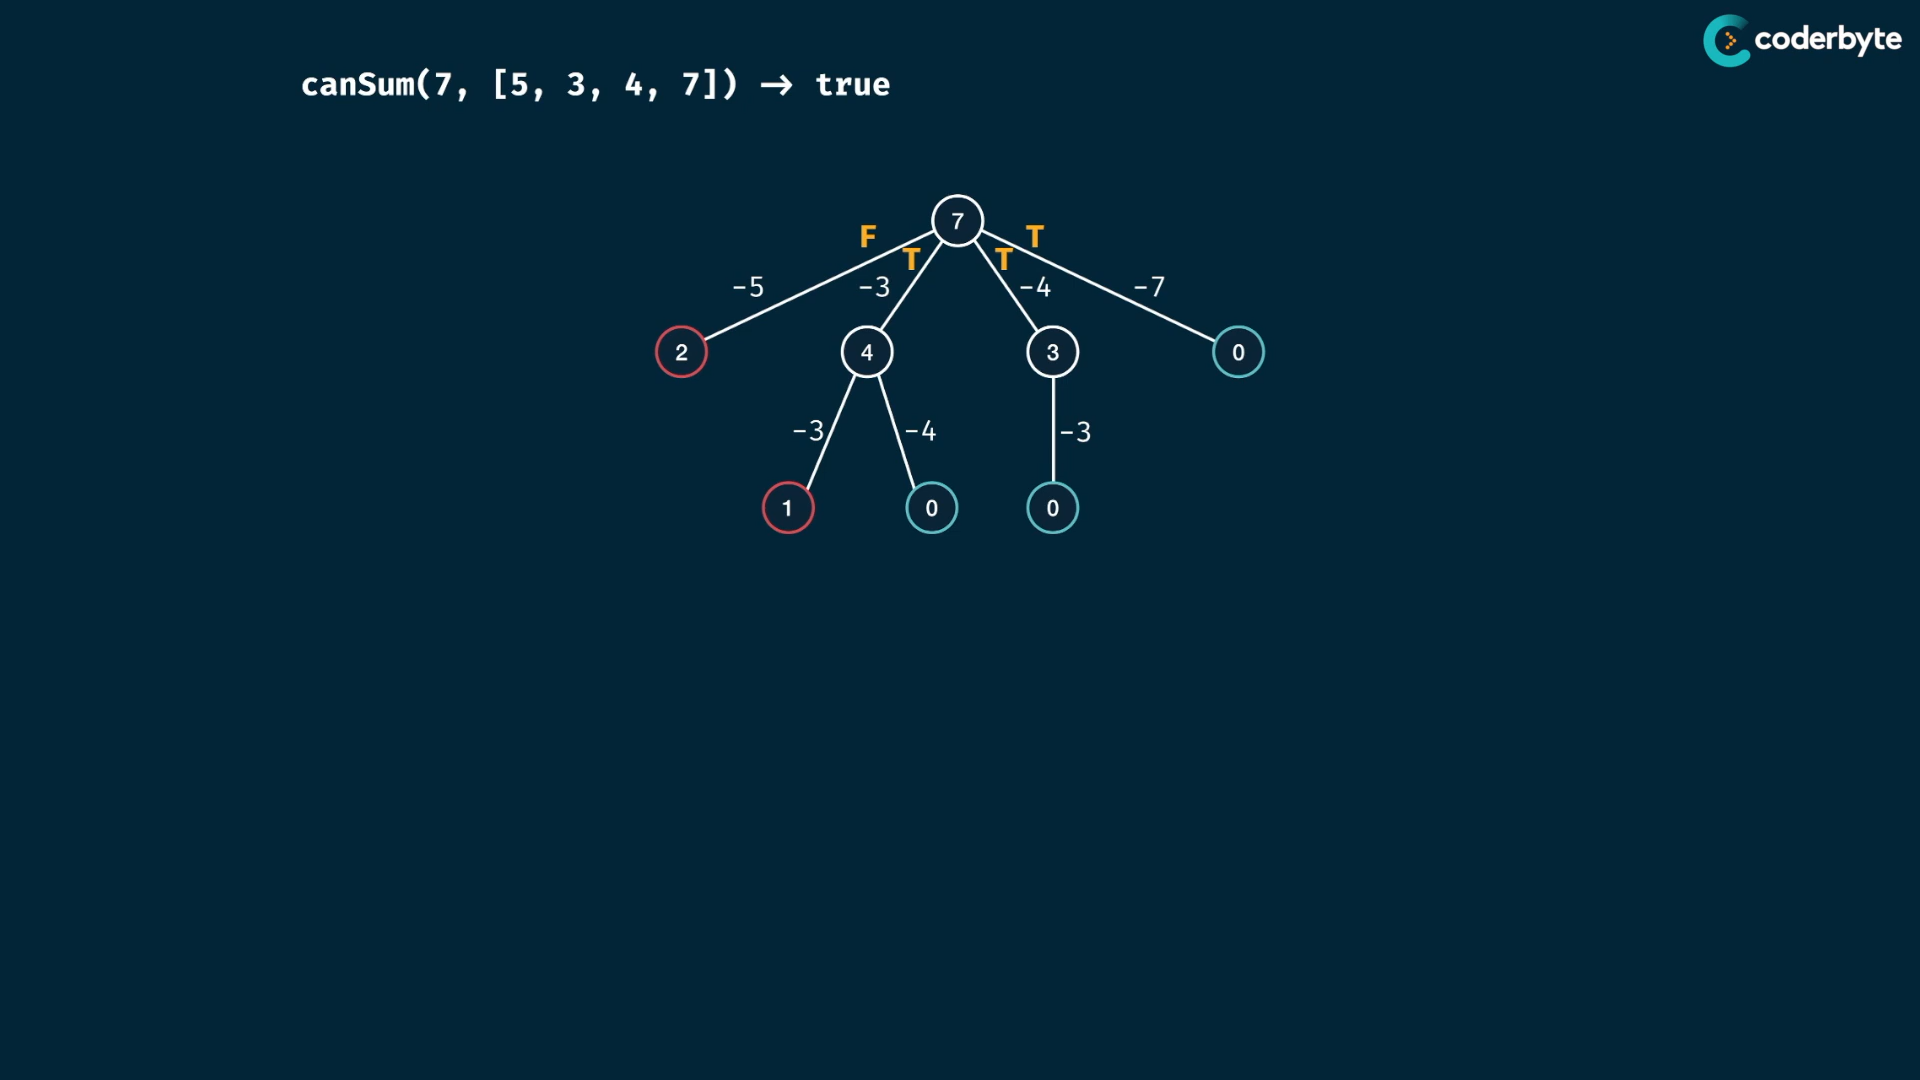 coderbyte
canSum(7, [5, 3, 4, 7]) → true
7
F T T T
-5 -3 -4 -7
2 4 3 0
-3 -4 -3
1 0 0